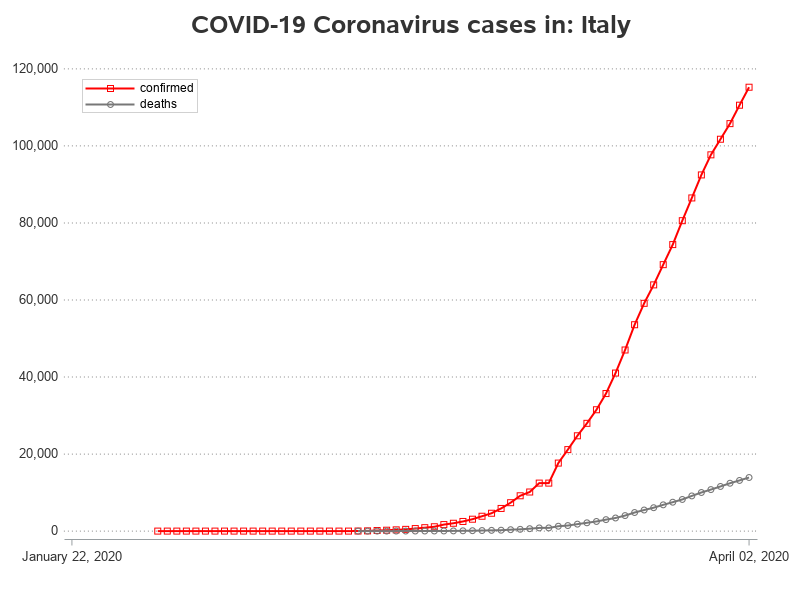 COVID-19 Coronavirus cases in: Italy
120,000
confirmed
deaths
100,000
80,000
60,000
40,000
20,000
0
January 22, 2020
April 02, 2020